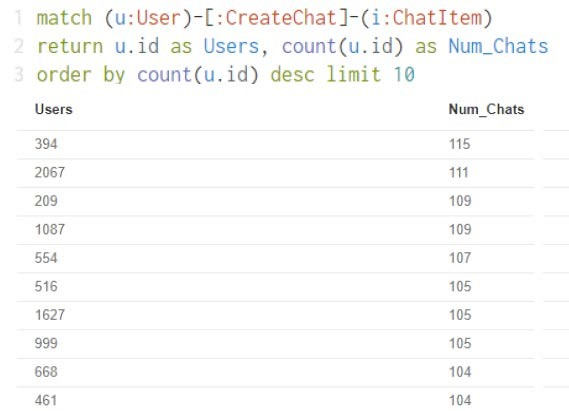 1 match (u:User)-[:CreateChat]-(i:ChatItem)
2 return u.id as Users, count(u.id) as Num_Chats
3 order by count(u.id) desc limit 10
Users Num_Chats
394 115
2067 111
209 109
1087 109
554 107
516 105
1627 105
999 105
668 104
461 104